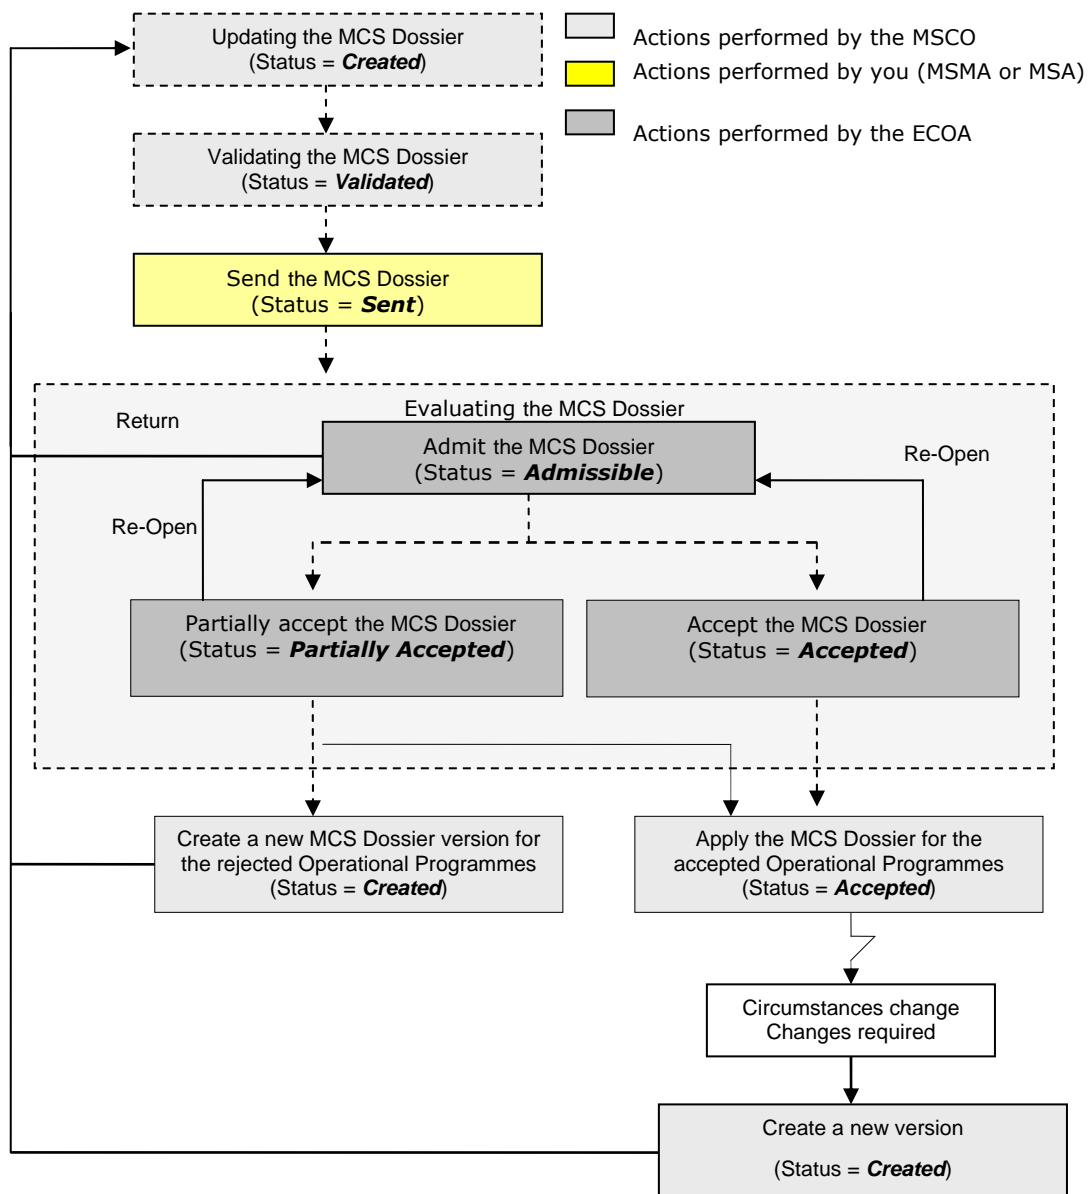 Updating the MCS Dossier
(Status = Created)
Actions performed by the MSCO
Actions performed by you (MSMA or MSA)
Actions performed by the ECOA
Validating the MCS Dossier
(Status = Validated)
Send the MCS Dossier
(Status = Sent)
Evaluating the MCS Dossier
Return
Admit the MCS Dossier
(Status = Admissible)
Re-Open
Re-Open
Partially accept the MCS Dossier
(Status = Partially Accepted)
Accept the MCS Dossier
(Status = Accepted)
Create a new MCS Dossier version for
the rejected Operational Programmes
(Status = Created)
Apply the MCS Dossier for the
accepted Operational Programmes
(Status = Accepted)
Circumstances change
Changes required
Create a new version
(Status = Created)